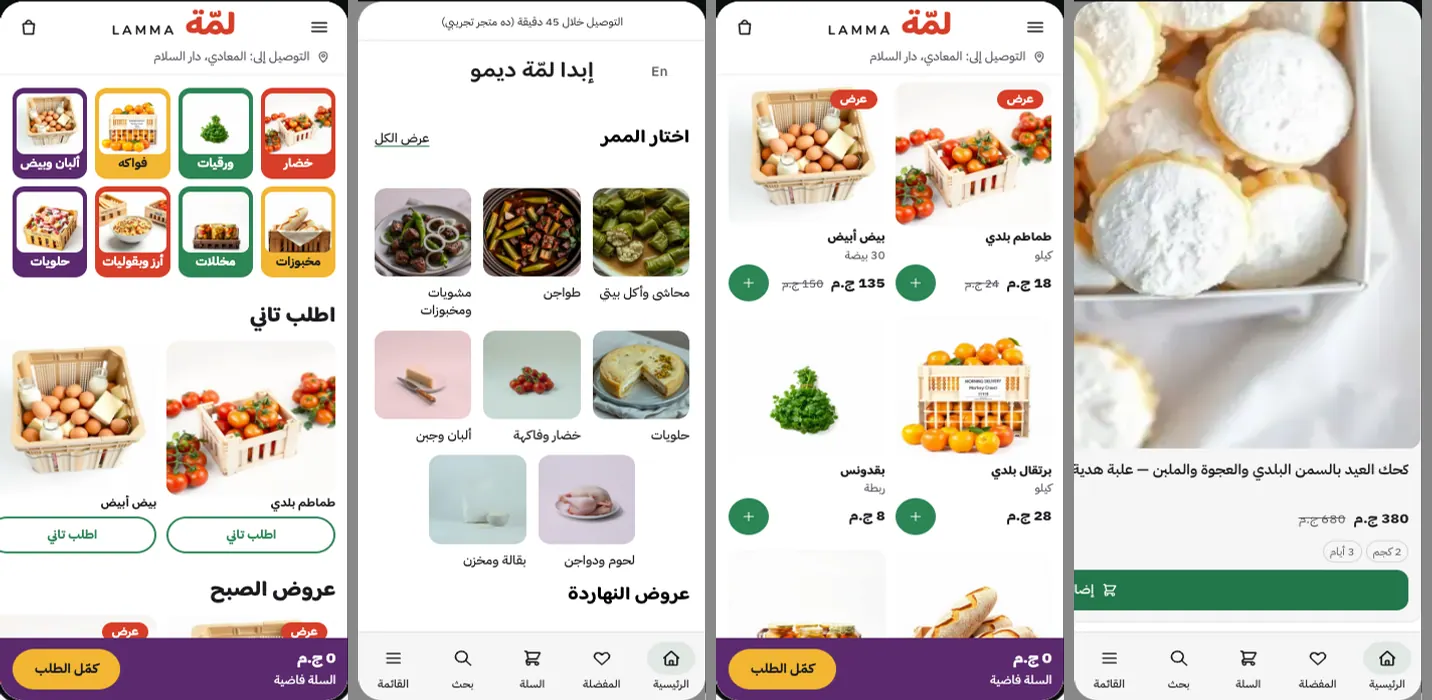 لمّة LAMMA
التوصيل إلى: المعادي، دار السلام
خضار
ورقيات
فواكه
ألبان وبيض
مخبوزات
مخللات
أرز وبقوليات
حلويات
اطلب تاني
طماطم بلدي
بيض أبيض
اطلب تاني
اطلب تاني
عروض الصبح
عرض
عرض
0 ج.م
السلة فاضية
كمّل الطلب
التوصيل خلال 45 دقيقة (ده متجر تجريبي)
إبدا لمّة ديمو
En
اختار الممر
عرض الكل
محاشي وأكل بيتي
طواجن
مشويات ومخبوزات
حلويات
خضار وفاكهة
ألبان وجبن
لحوم ودواجن
بقالة ومخزن
عروض النهاردة
الرئيسية
المفضلة
السلة
بحث
القائمة
لمّة LAMMA
التوصيل إلى: المعادي، دار السلام
عرض
عرض
طماطم بلدي
كيلو
18 ج.م 24 ج.م
بيض أبيض
30 بيضة
135 ج.م 150 ج.م
MORNING DELIVERY
برتقال بلدي
كيلو
28 ج.م
بقدونس
ربطة
8 ج.م
0 ج.م
السلة فاضية
كمّل الطلب
كحك العيد بالسمن البلدي والعجوة والملبن — علبة هدية
380 ج.م 680 ج.م
2 كجم
3 أيام
إضا
الرئيسية
المفضلة
السلة
بحث
القائمة